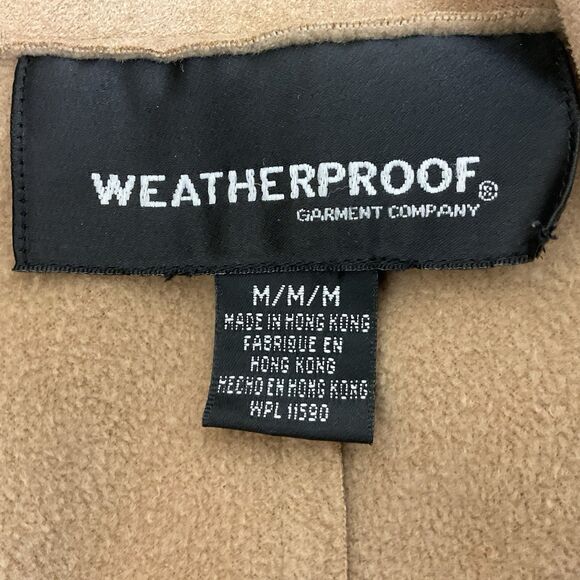 WEATHERPROOF®
GARMENT COMPANY
M/M/M
MADE IN HONG KONG
FABRIQUE EN
HONG KONG
HECHO EN HONG KONG
WPL 11590